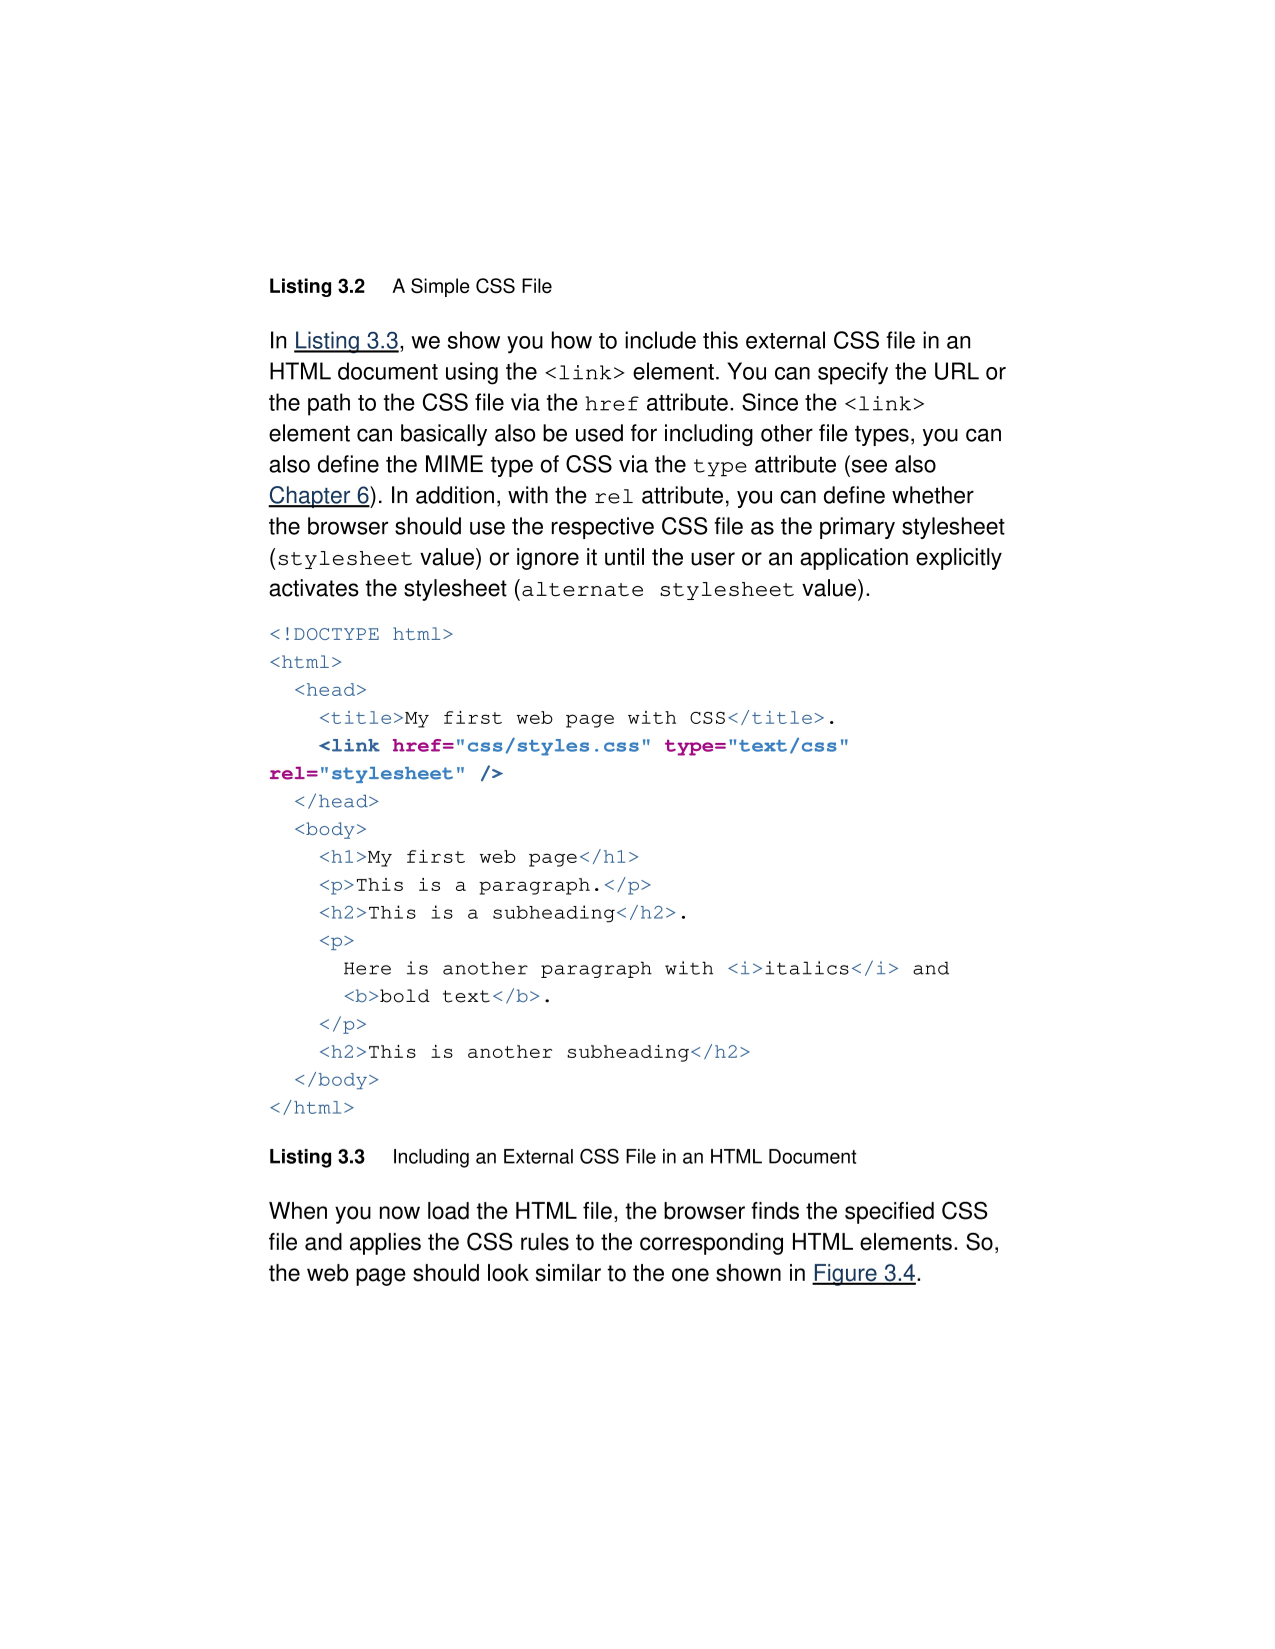 Listing 3.2 A Simple CSS File
In Listing 3.3, we show you how to include this external CSS file in an
HTML document using the <link> element. You can specify the URL or
the path to the CSS file via the href attribute. Since the <link>
element can basically also be used for including other file types, you can
also define the MIME type of CSS via the type attribute (see also
Chapter 6). In addition, with the rel attribute, you can define whether
the browser should use the respective CSS file as the primary stylesheet
(stylesheet value) or ignore it until the user or an application explicitly
activates the stylesheet (alternate stylesheet value).
<!DOCTYPE html>
<html>
  <head>
    <title>My first web page with CSS</title>.
    <link href="css/styles.css" type="text/css"
rel="stylesheet" />
  </head>
  <body>
    <h1>My first web page</h1>
    <p>This is a paragraph.</p>
    <h2>This is a subheading</h2>.
    <p>
      Here is another paragraph with <i>italics</i> and
      <b>bold text</b>.
    </p>
    <h2>This is another subheading</h2>
  </body>
</html>
Listing 3.3 Including an External CSS File in an HTML Document
When you now load the HTML file, the browser finds the specified CSS
file and applies the CSS rules to the corresponding HTML elements. So,
the web page should look similar to the one shown in Figure 3.4.